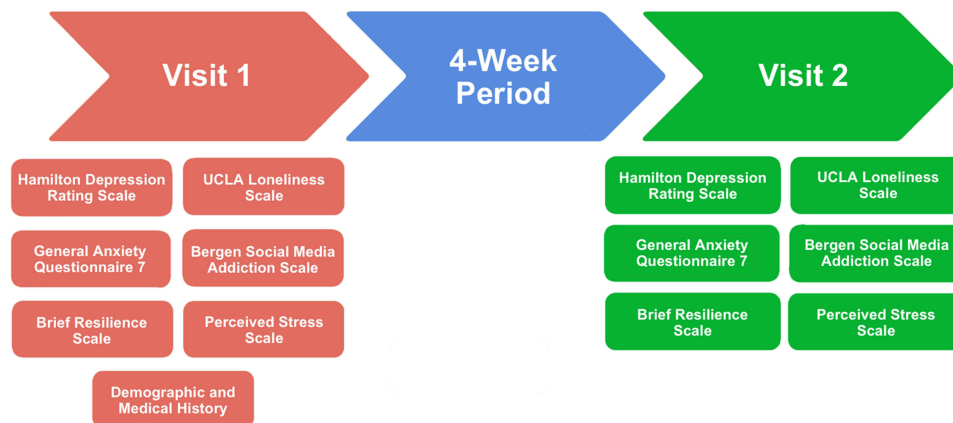 Visit 1
4-Week
Period
Visit 2
Hamilton Depression
Rating Scale
UCLA Loneliness
Scale
General Anxiety
Questionnaire 7
Bergen Social Media
Addiction Scale
Brief Resilience
Scale
Perceived Stress
Scale
Demographic and
Medical History
Hamilton Depression
Rating Scale
UCLA Loneliness
Scale
General Anxiety
Questionnaire 7
Bergen Social Media
Addiction Scale
Brief Resilience
Scale
Perceived Stress
Scale